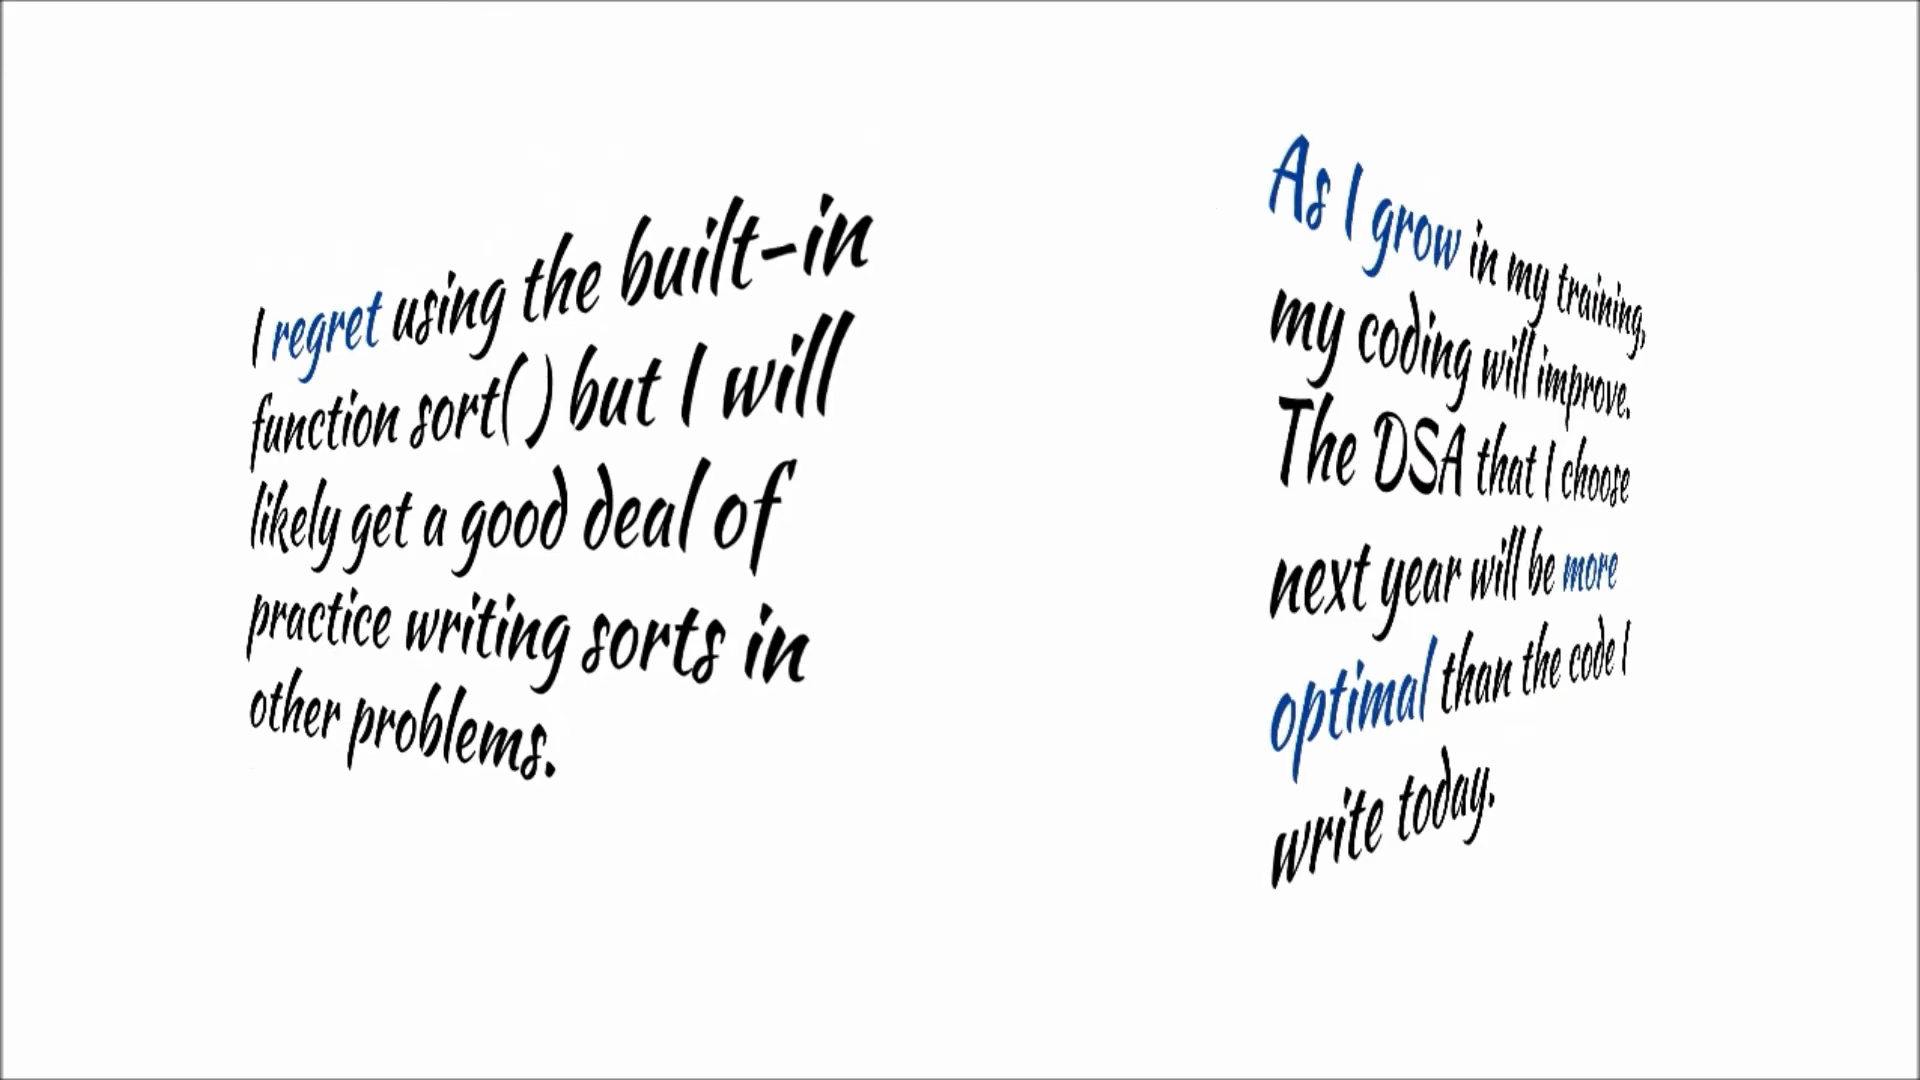 I regret using the built-in
function sort() but I will
likely get a good deal of
practice writing sorts in
other problems.
As I grow in my training,
my coding will improve.
The DSA that I choose
next year will be more
optimal than the code I
write today.